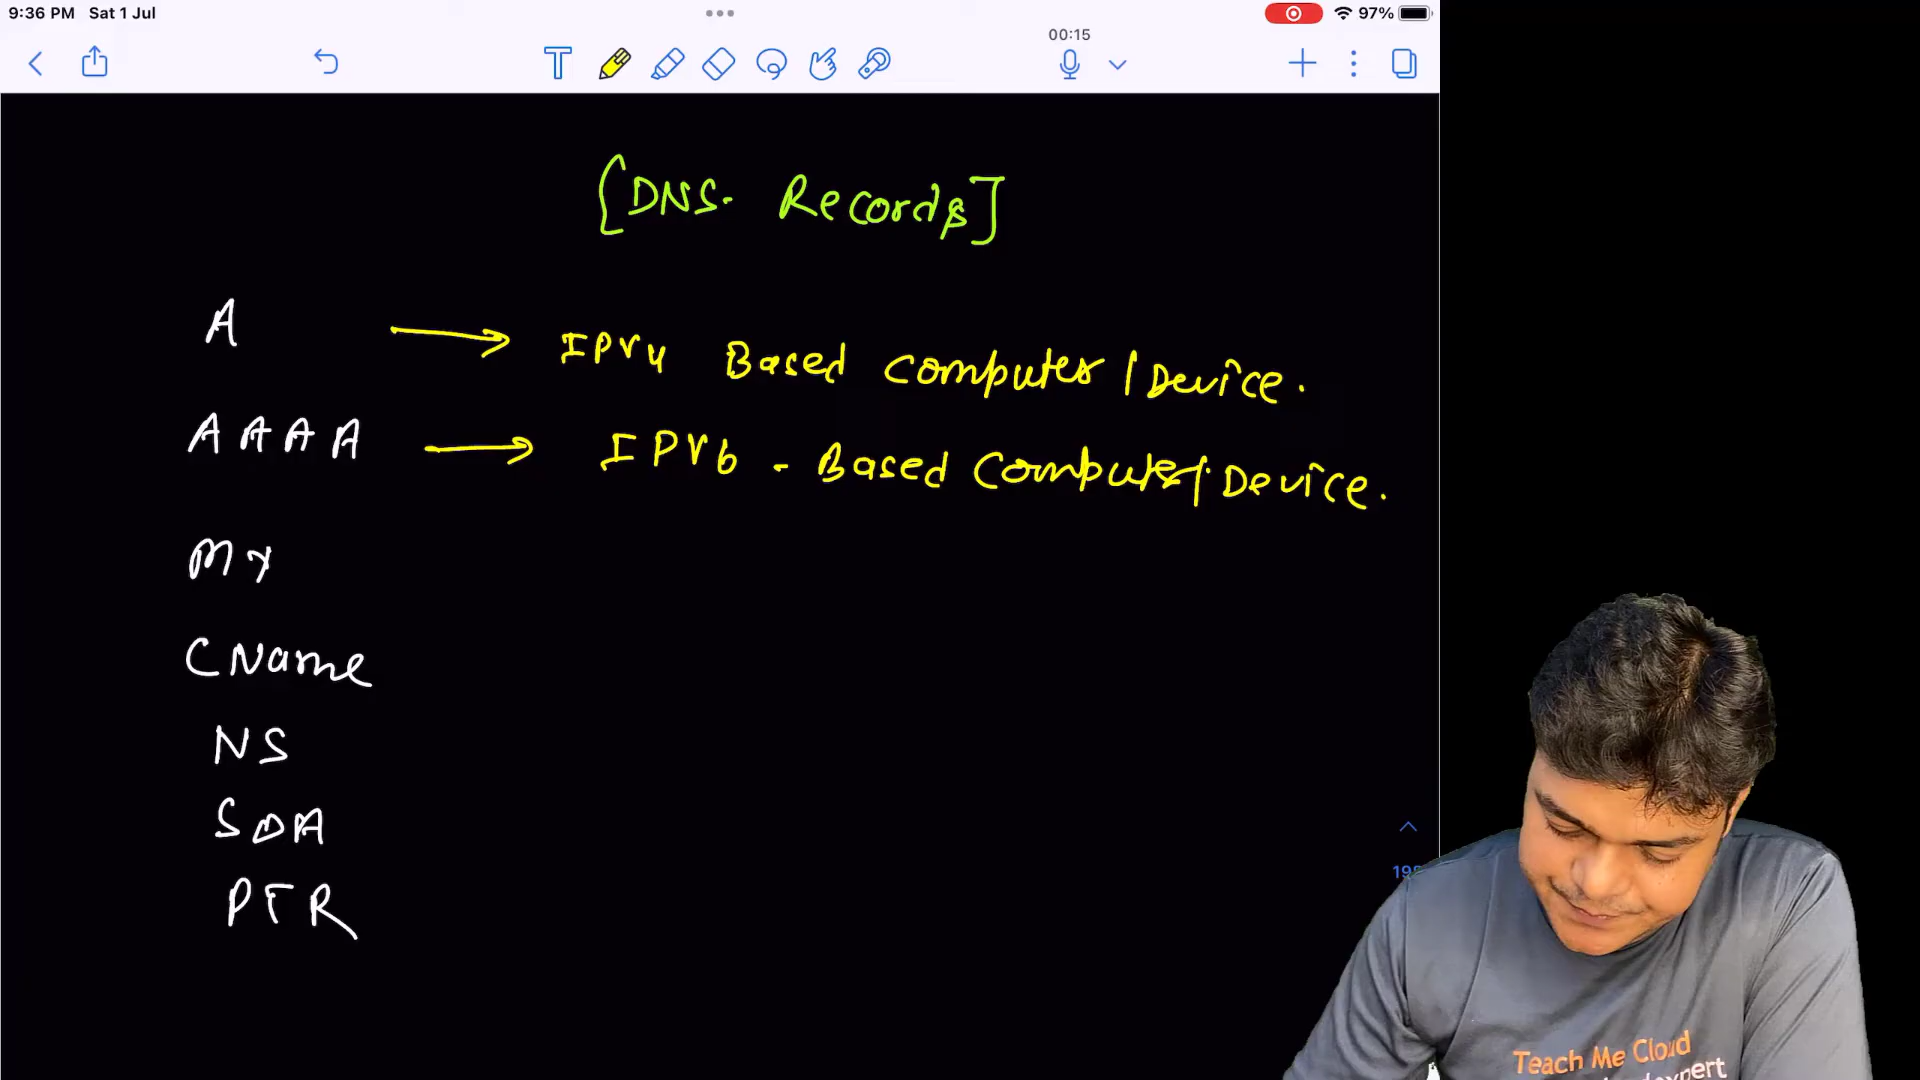 9:36 PM Sat 1 Jul
97%
00:15
[DNS. Records]
A → IPv4 Based Computer / Device.
AAAA → IPv6 - Based Computer / Device.
MX
CName
NS
SOA
PTR
Teach Me Cloud